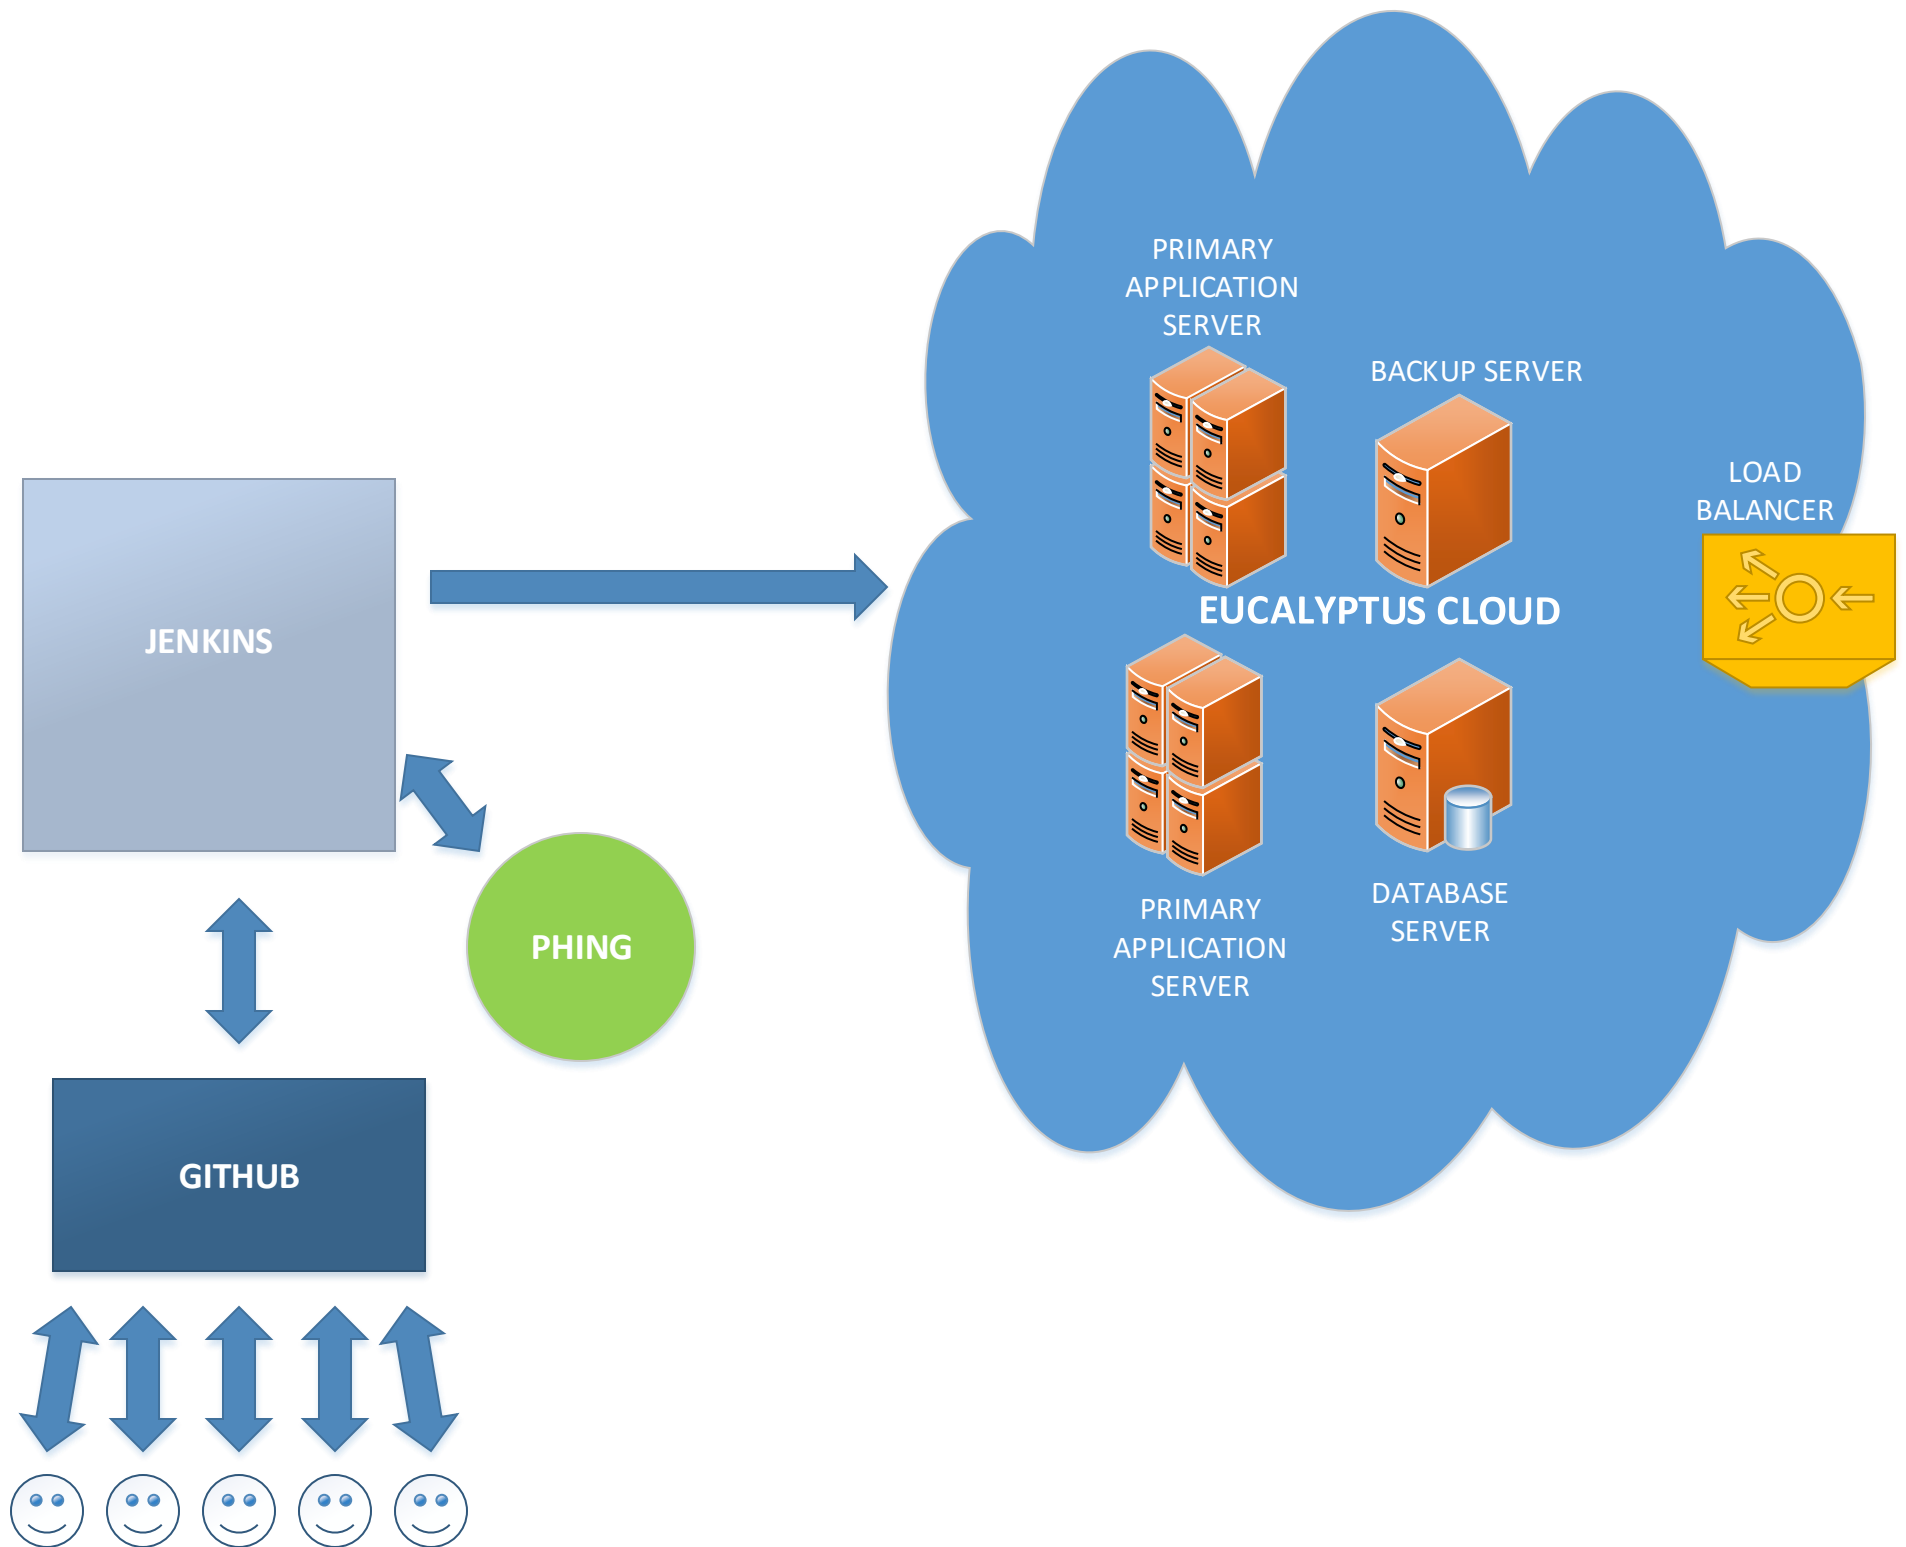 PRIMARY
APPLICATION
SERVER
BACKUP SERVER
LOAD
BALANCER
EUCALYPTUS CLOUD
JENKINS
PHING
DATABASE
SERVER
PRIMARY
APPLICATION
SERVER
GITHUB